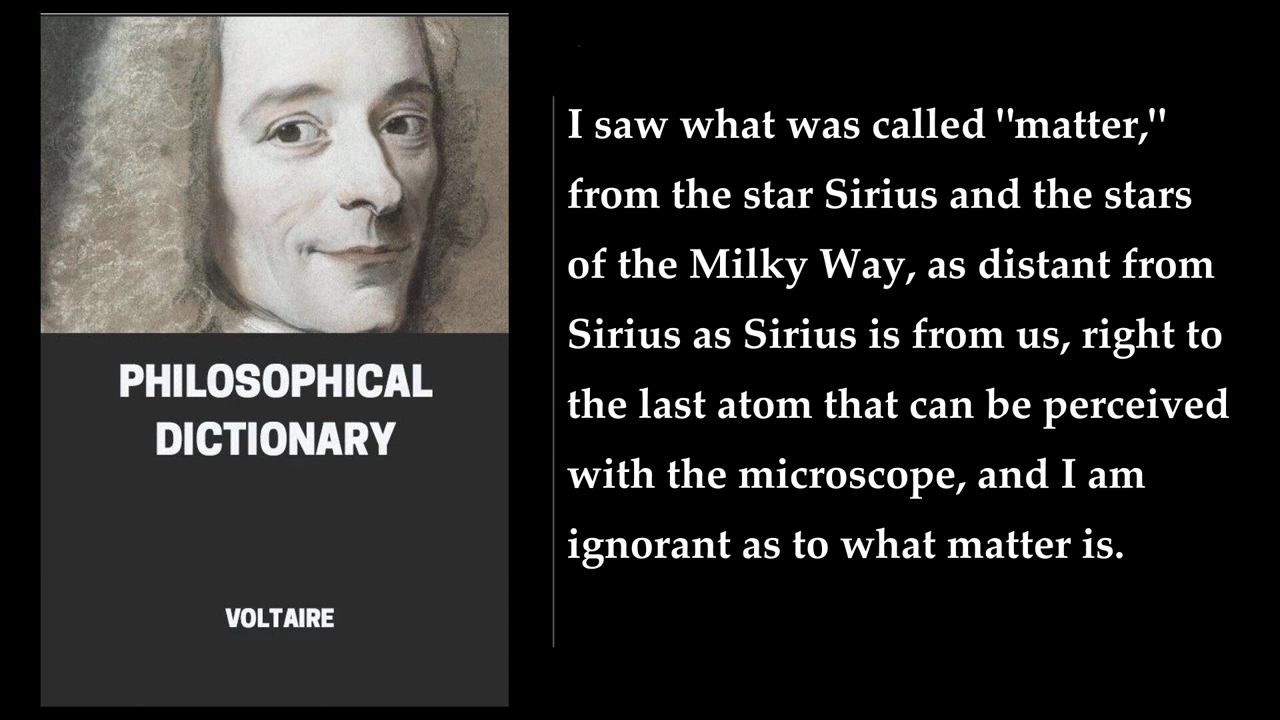 PHILOSOPHICAL
DICTIONARY
VOLTAIRE
I saw what was called "matter,"
from the star Sirius and the stars
of the Milky Way, as distant from
Sirius as Sirius is from us, right to
the last atom that can be perceived
with the microscope, and I am
ignorant as to what matter is.